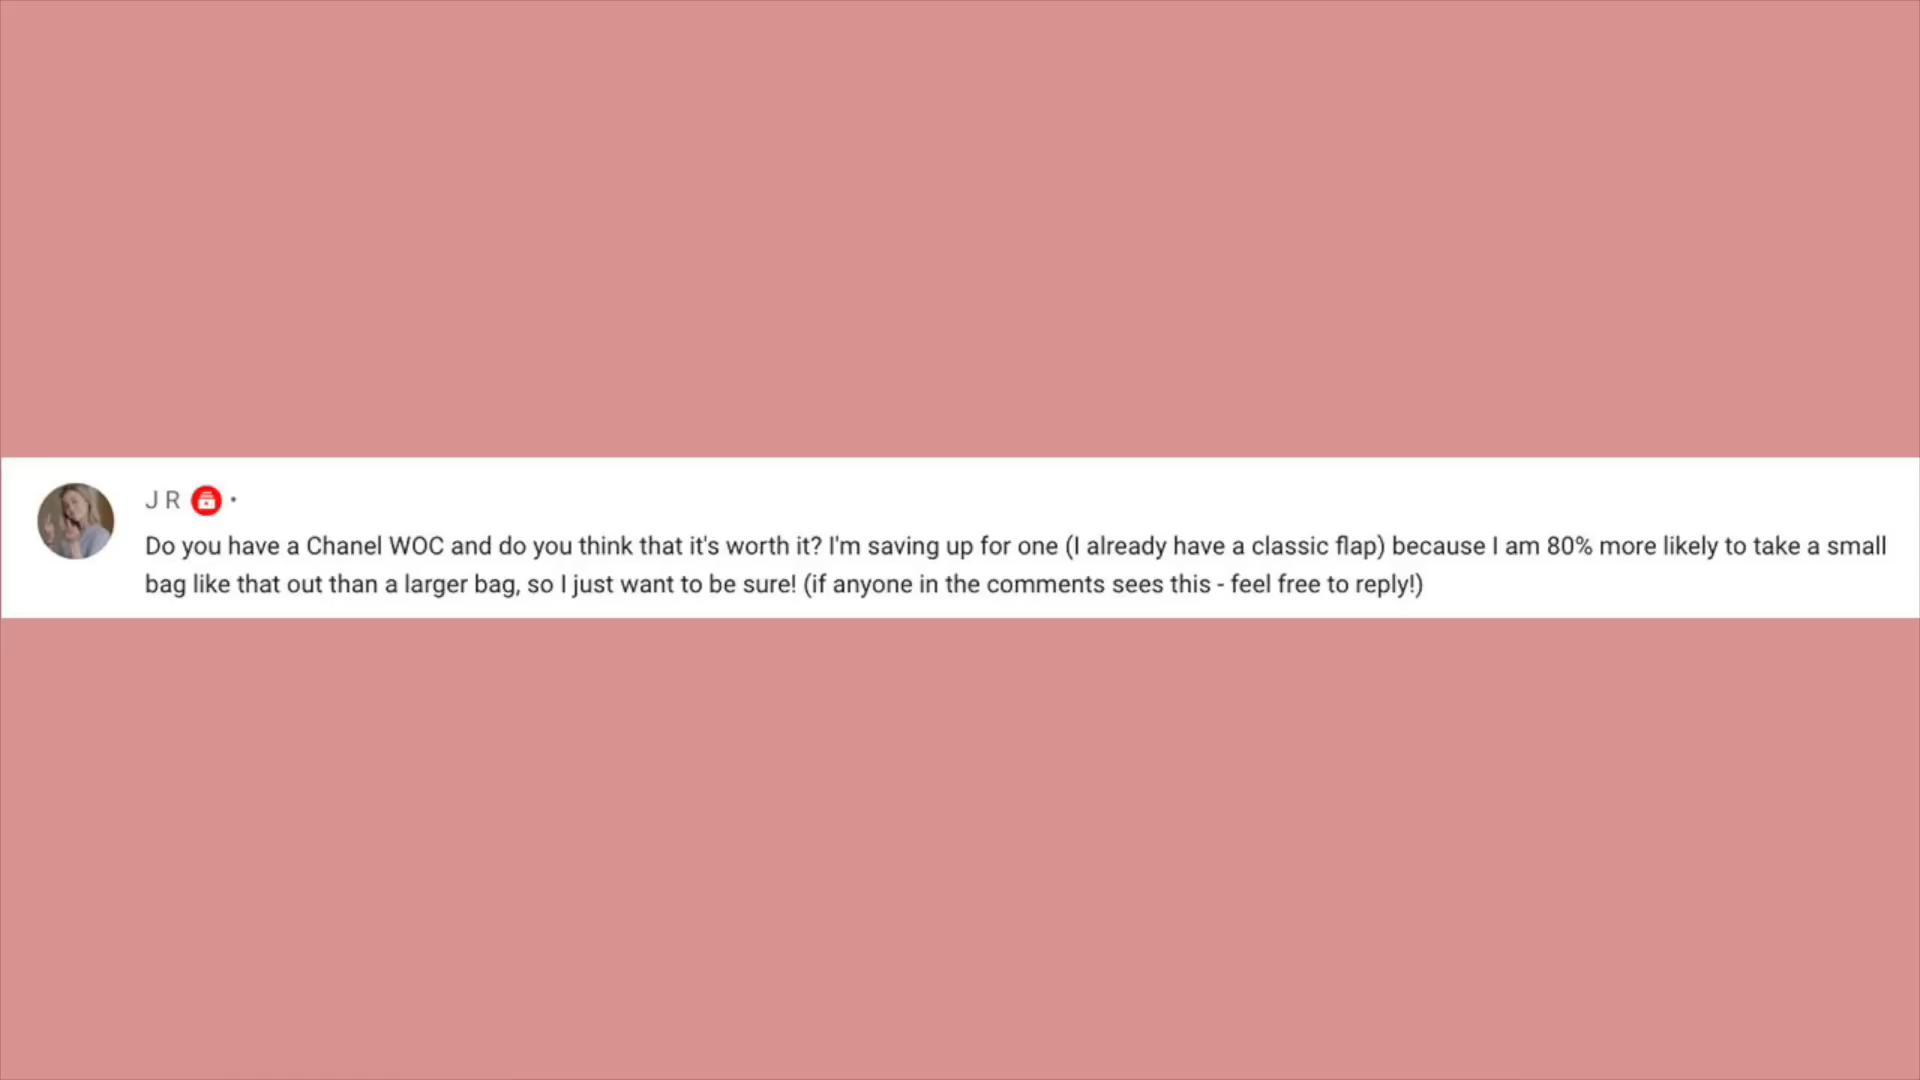 J R •
Do you have a Chanel WOC and do you think that it's worth it? I'm saving up for one (I already have a classic flap) because I am 80% more likely to take a small
bag like that out than a larger bag, so I just want to be sure! (if anyone in the comments sees this - feel free to reply!)